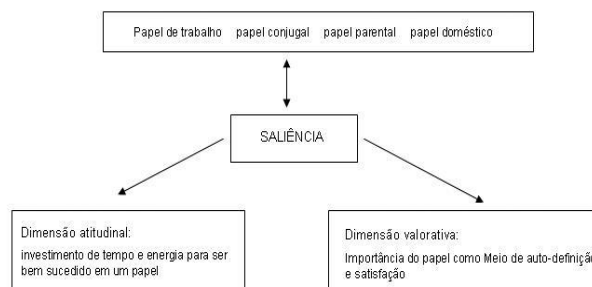 Papel de trabalho papel conjugal papel parental papel doméstico
SALIÊNCIA
Dimensão atitudinal:
investimento de tempo e energia para ser
bem sucedido em um papel
Dimensão valorativa:
Importância do papel como Meio de auto-definição
e satisfação